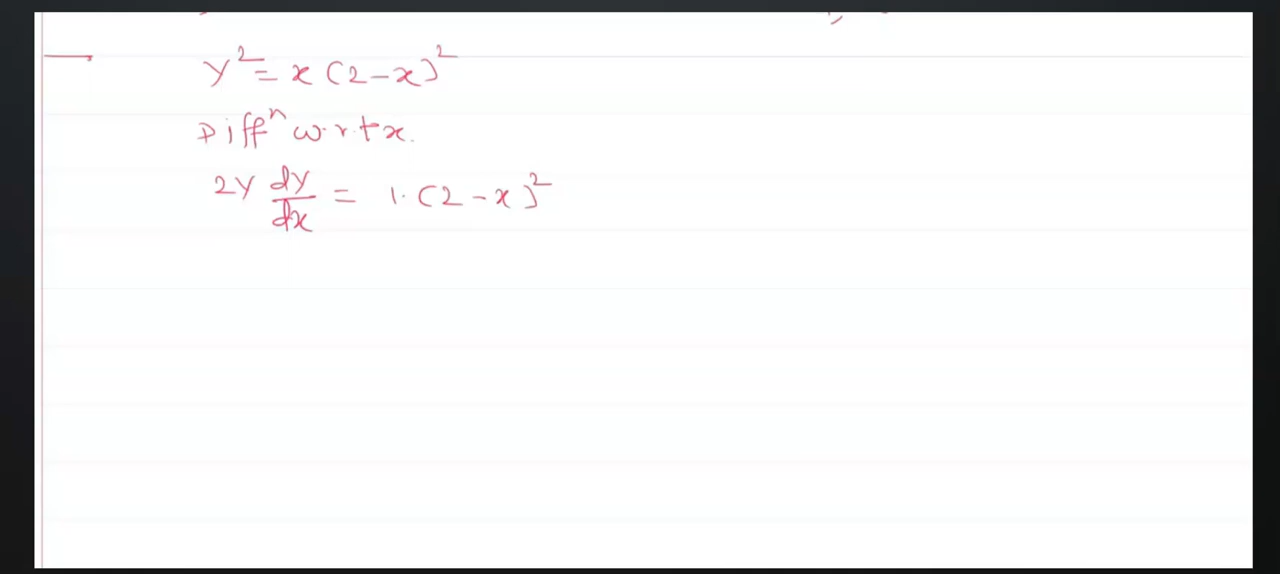 y² = x (2-x)²
Diffⁿ w.r.t x.
2y dy/dx = 1.(2-x)²